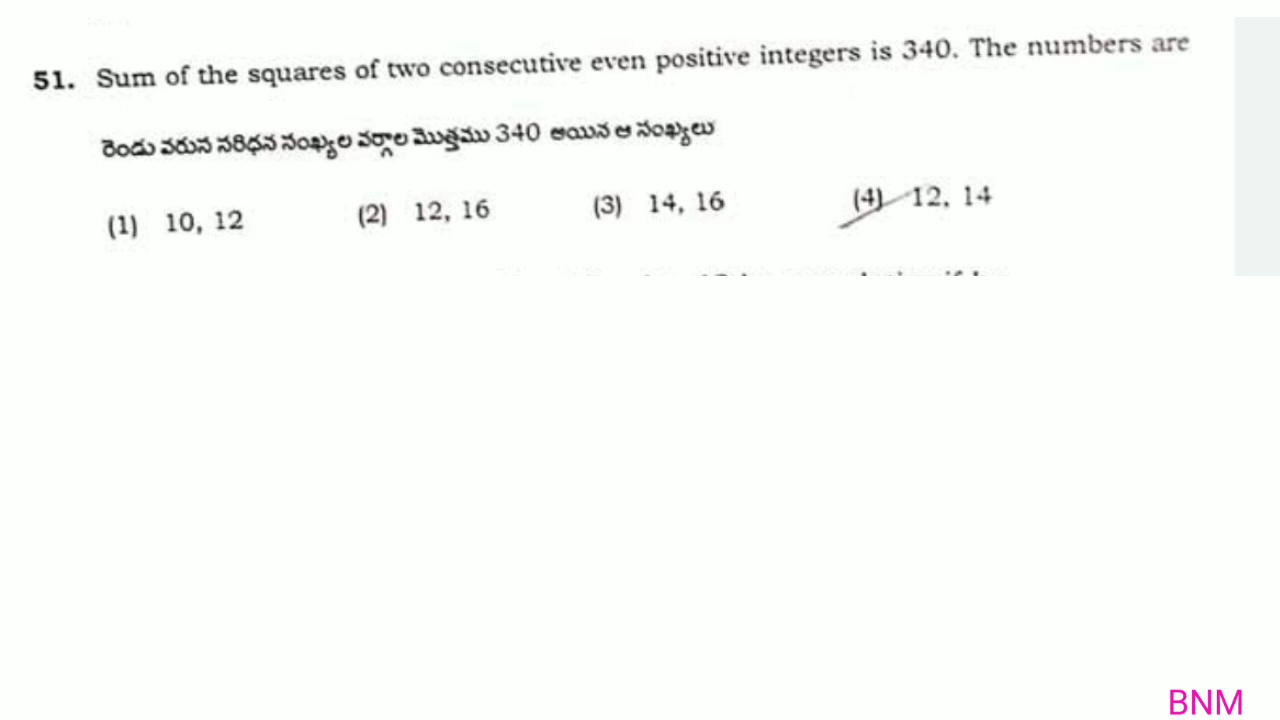 51. Sum of the squares of two consecutive even positive integers is 340. The numbers are
రెండు వరుస సరిధన సంఖ్యల వర్గాల మొత్తము 340 అయిన ఆ సంఖ్యలు
(1) 10, 12 (2) 12, 16 (3) 14, 16 (4) 12, 14
BNM